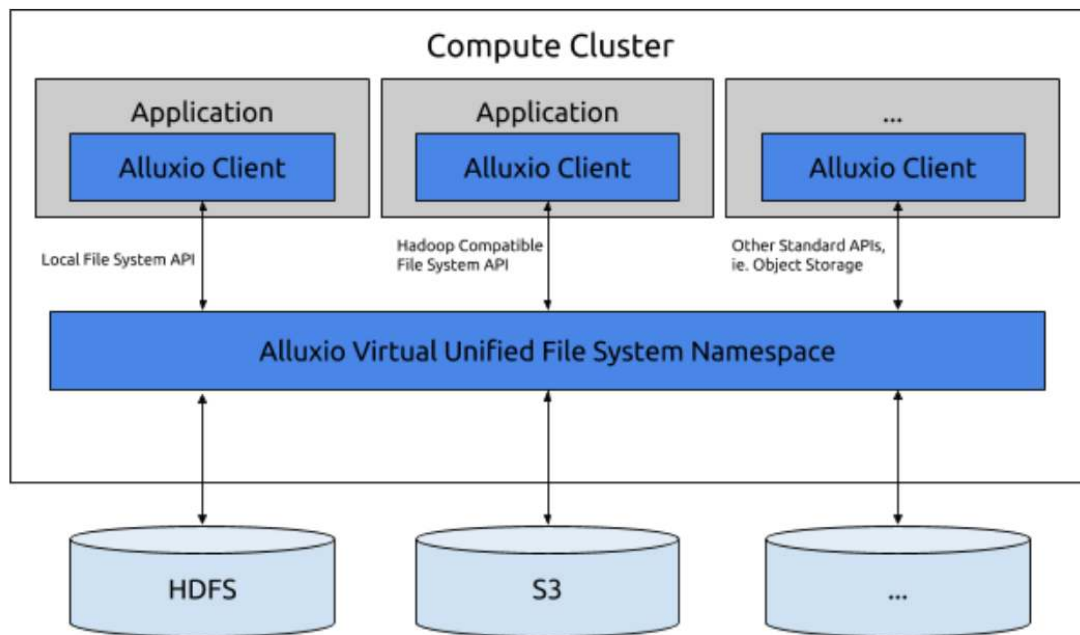 Compute Cluster
Application
Application
...
Alluxio Client
Alluxio Client
Alluxio Client
Local File System API
Hadoop Compatible
File System API
Other Standard APIs,
ie. Object Storage
Alluxio Virtual Unified File System Namespace
HDFS
S3
...